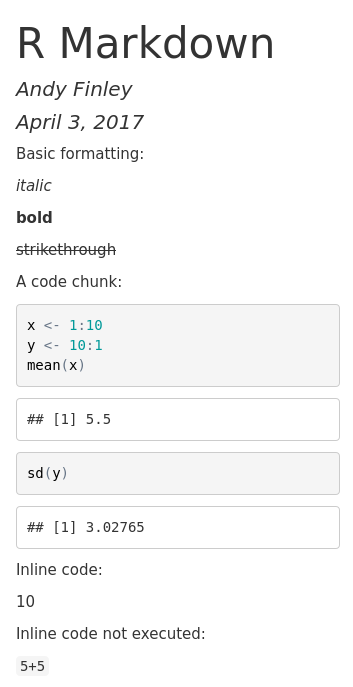 R Markdown
Andy Finley
April 3, 2017
Basic formatting:
italic
bold
strikethrough
A code chunk:
x <- 1:10
y <- 10:1
mean(x)
## [1] 5.5
sd(y)
## [1] 3.02765
Inline code:
10
Inline code not executed:
5+5